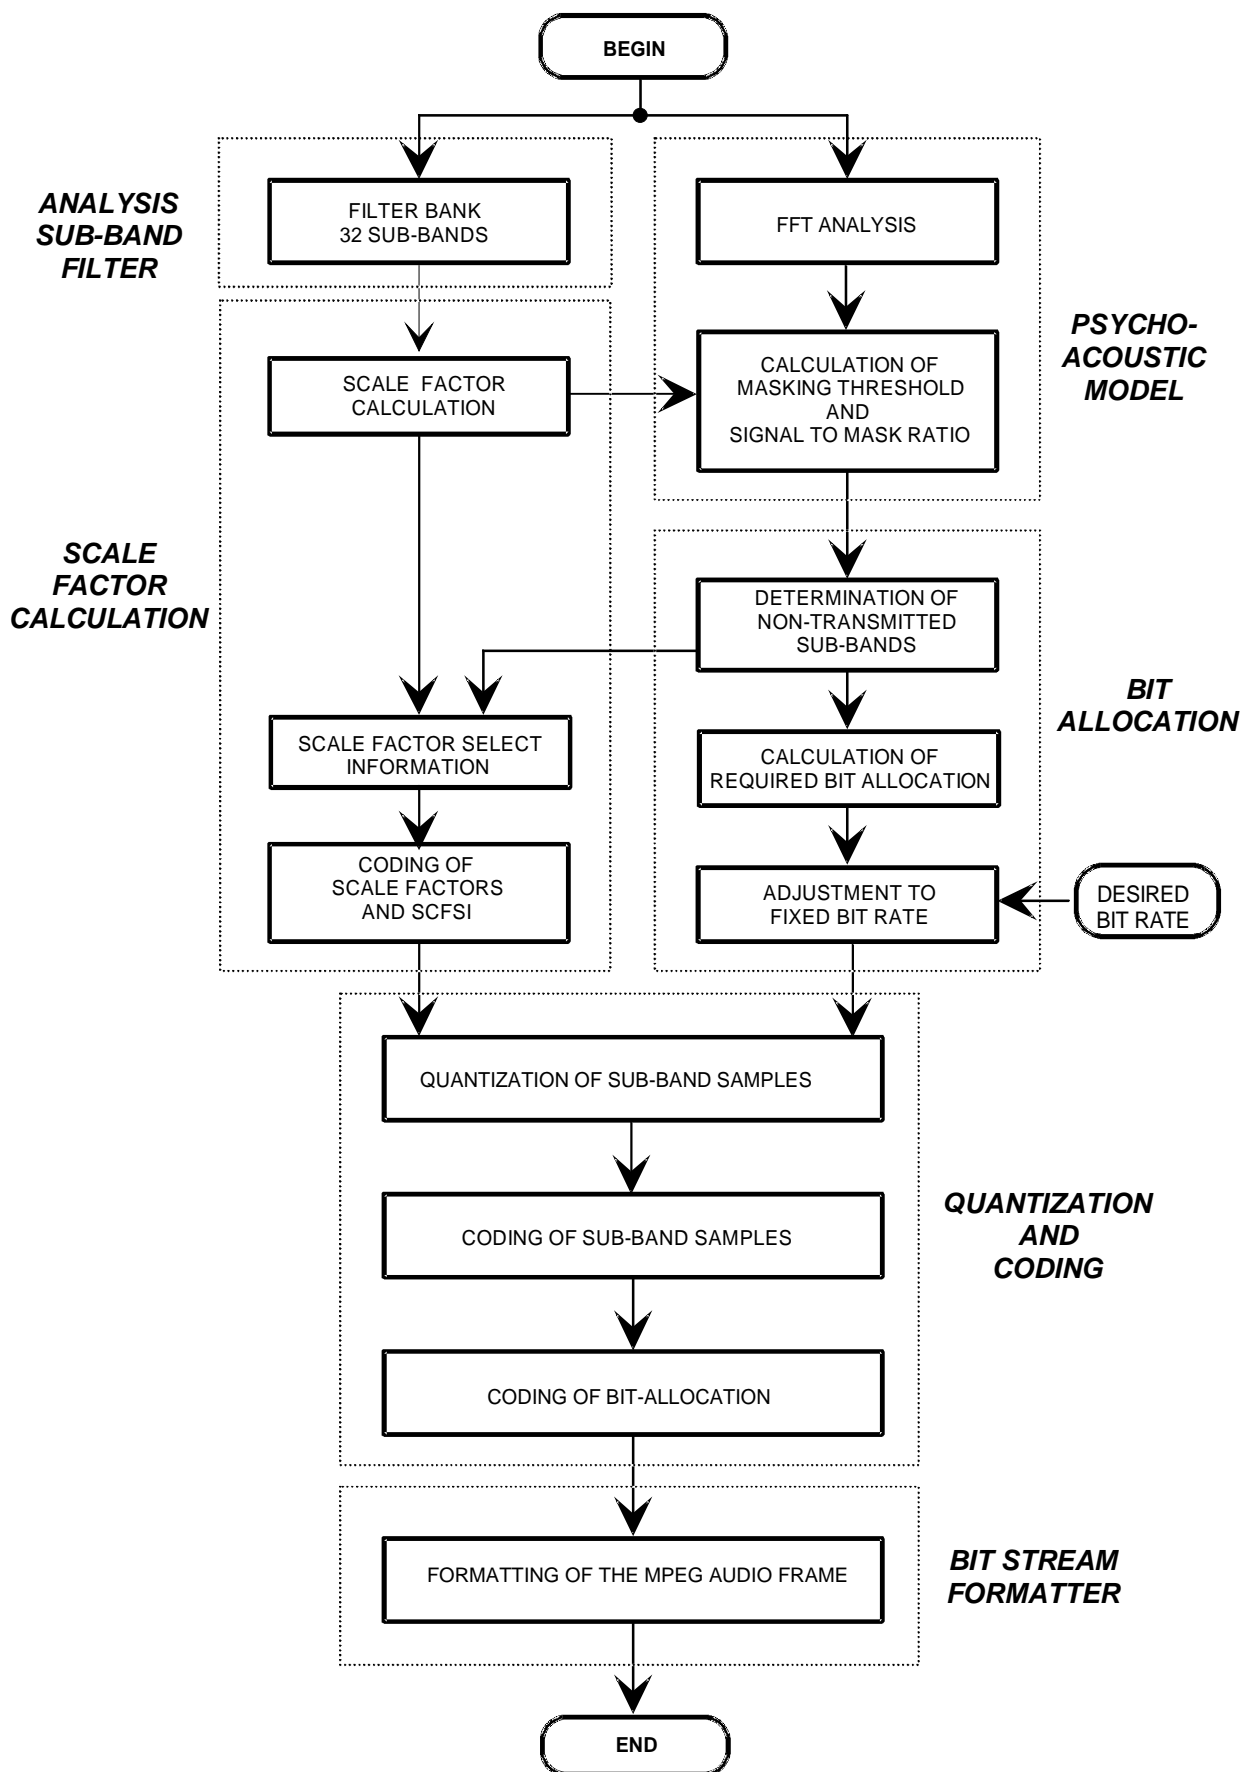 BEGIN
ANALYSIS
SUB-BAND
FILTER
FILTER BANK
32 SUB-BANDS
FFT ANALYSIS
PSYCHO-
ACOUSTIC
MODEL
SCALE FACTOR
CALCULATION
CALCULATION OF
MASKING THRESHOLD
AND
SIGNAL TO MASK RATIO
SCALE
FACTOR
CALCULATION
DETERMINATION OF
NON-TRANSMITTED
SUB-BANDS
BIT
ALLOCATION
SCALE FACTOR SELECT
INFORMATION
CALCULATION OF
REQUIRED BIT ALLOCATION
CODING OF
SCALE FACTORS
AND SCFSI
ADJUSTMENT TO
FIXED BIT RATE
DESIRED
BIT RATE
QUANTIZATION OF SUB-BAND SAMPLES
CODING OF SUB-BAND SAMPLES
QUANTIZATION
AND
CODING
CODING OF BIT-ALLOCATION
FORMATTING OF THE MPEG AUDIO FRAME
BIT STREAM
FORMATTER
END